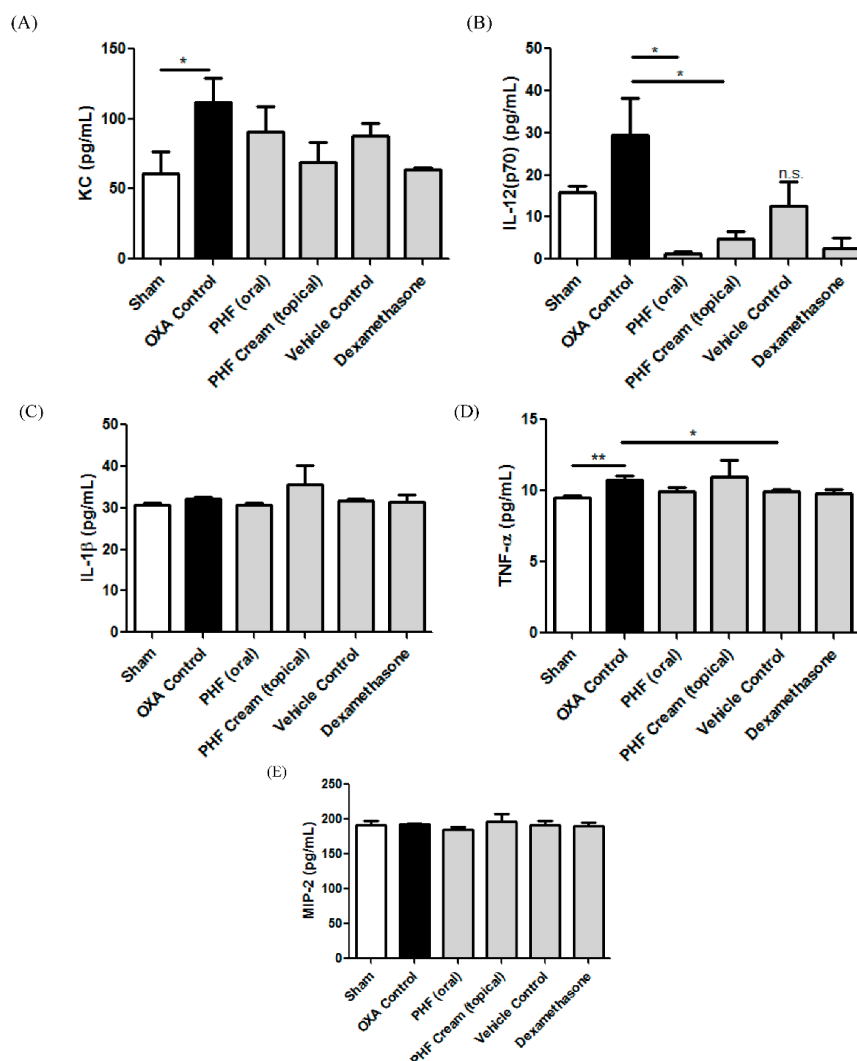 (A)
*
150
100
50
0
KC (pg/mL)
Sham
OXA Control
PHF (oral)
PHF Cream (topical)
Vehicle Control
Dexamethasone
(B)
*
*
n.s.
50
40
30
20
10
0
IL-12(p70) (pg/mL)
Sham
OXA Control
PHF (oral)
PHF Cream (topical)
Vehicle Control
Dexamethasone
(C)
50
40
30
20
10
0
IL-1β (pg/mL)
Sham
OXA Control
PHF (oral)
PHF Cream (topical)
Vehicle Control
Dexamethasone
(D)
*
**
15
10
5
0
TNF-α (pg/mL)
Sham
OXA Control
PHF (oral)
PHF Cream (topical)
Vehicle Control
Dexamethasone
(E)
250
200
150
100
50
0
MIP-2 (pg/mL)
Sham
OXA Control
PHF (oral)
PHF Cream (topical)
Vehicle Control
Dexamethasone